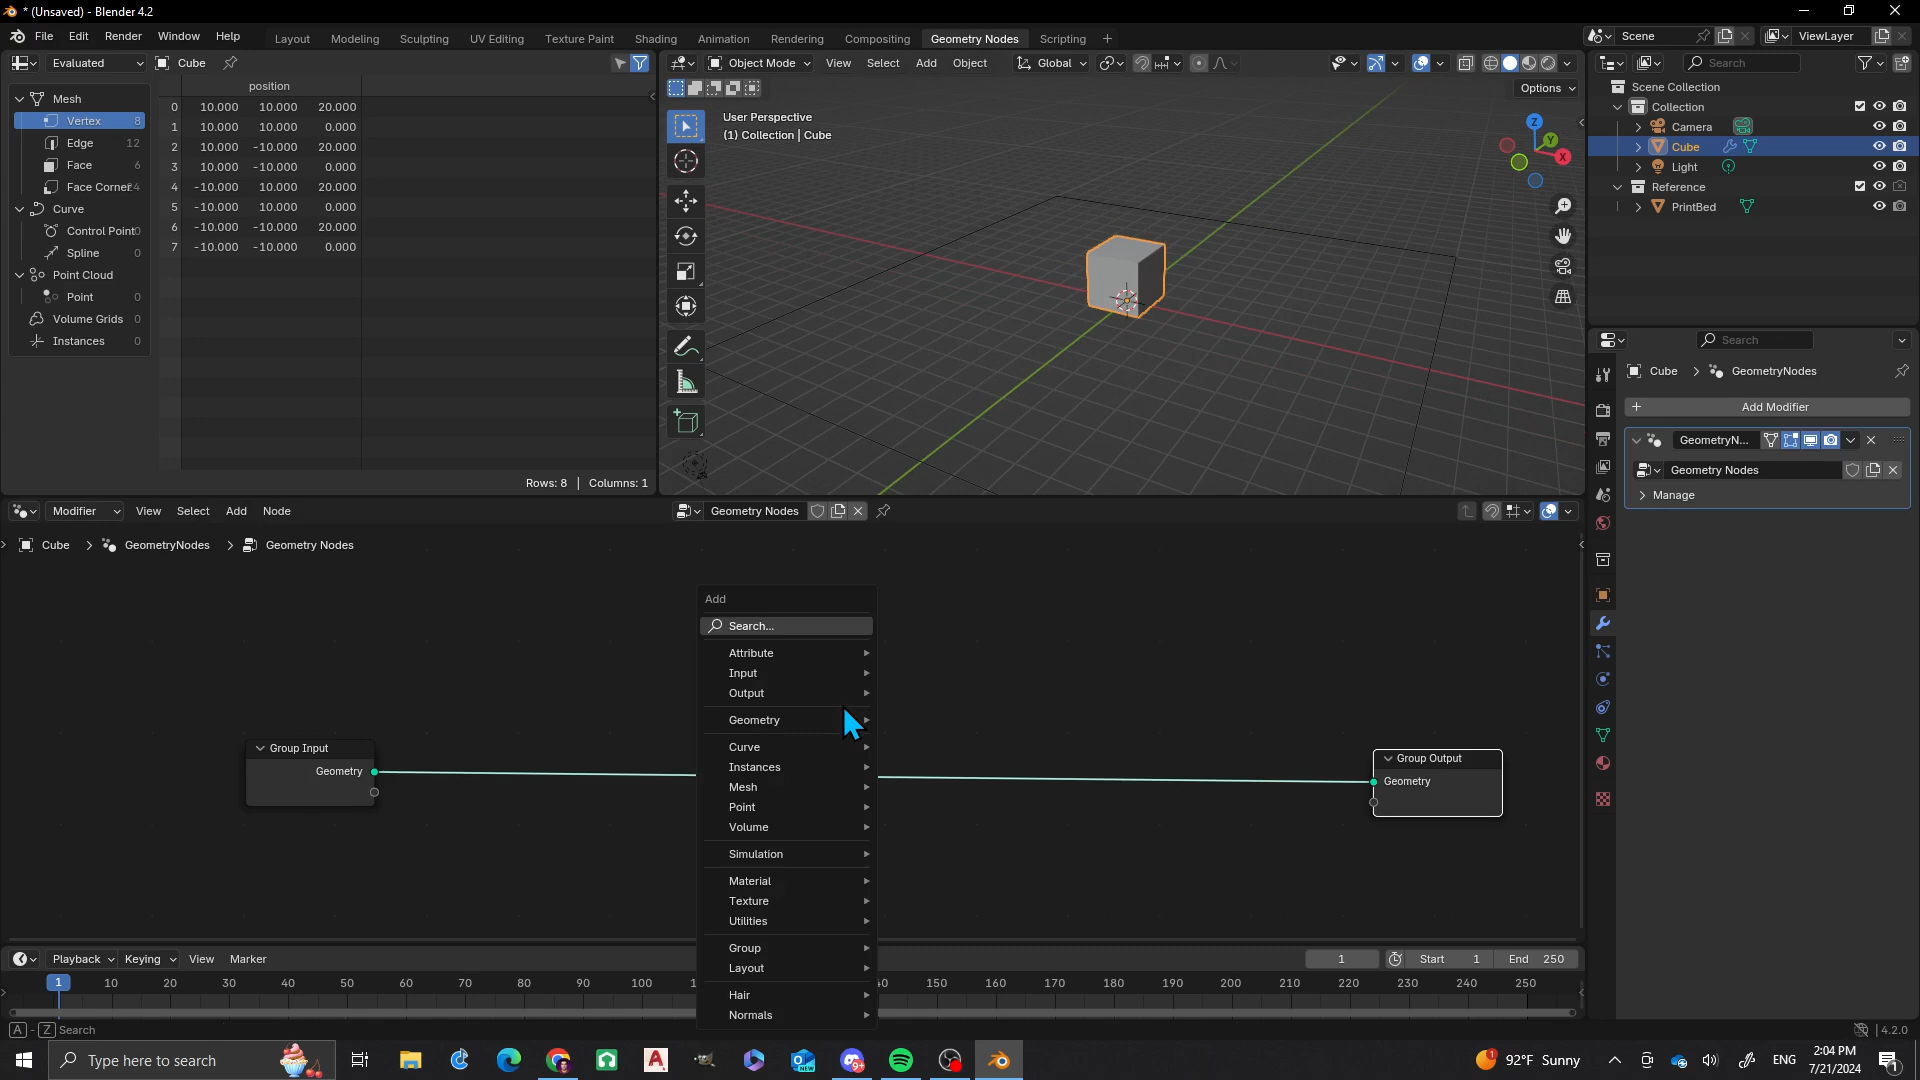 * (Unsaved) - Blender 4.2
File Edit Render Window Help Layout Modeling Sculpting UV Editing Texture Paint Shading Animation Rendering Compositing Geometry Nodes Scripting + Scene ViewLayer
Evaluated Cube
position
Mesh
Vertex 8
Edge 12
Face 6
Face Corner 24
Curve
Control Point 0
Spline 0
Point Cloud
Point 0
Volume Grids 0
Instances 0
0 10.000 10.000 20.000
1 10.000 10.000 0.000
2 10.000 -10.000 20.000
3 10.000 -10.000 0.000
4 -10.000 10.000 20.000
5 -10.000 10.000 0.000
6 -10.000 -10.000 20.000
7 -10.000 -10.000 0.000
Rows: 8 | Columns: 1
Object Mode View Select Add Object Global
Options
User Perspective
(1) Collection | Cube
Z
Y
X
Search
Scene Collection
Collection
Camera
Cube
Light
Reference
PrintBed
Search
Cube > GeometryNodes
+ Add Modifier
GeometryN...
Geometry Nodes
Manage
Modifier View Select Add Node Geometry Nodes
Cube > GeometryNodes > Geometry Nodes
Group Input
Geometry
Add
Search...
Attribute
Input
Output
Geometry
Curve
Instances
Mesh
Point
Volume
Simulation
Material
Texture
Utilities
Group
Layout
Hair
Normals
Group Output
Geometry
Playback Keying View Marker 1 Start 1 End 250
1 10 20 30 40 50 60 70 80 90 100 1 40 150 160 170 180 190 200 210 220 230 240 250
A - Z Search 4.2.0
Type here to search 9+ 1 92°F Sunny ENG 2:04 PM
7/21/2024 1